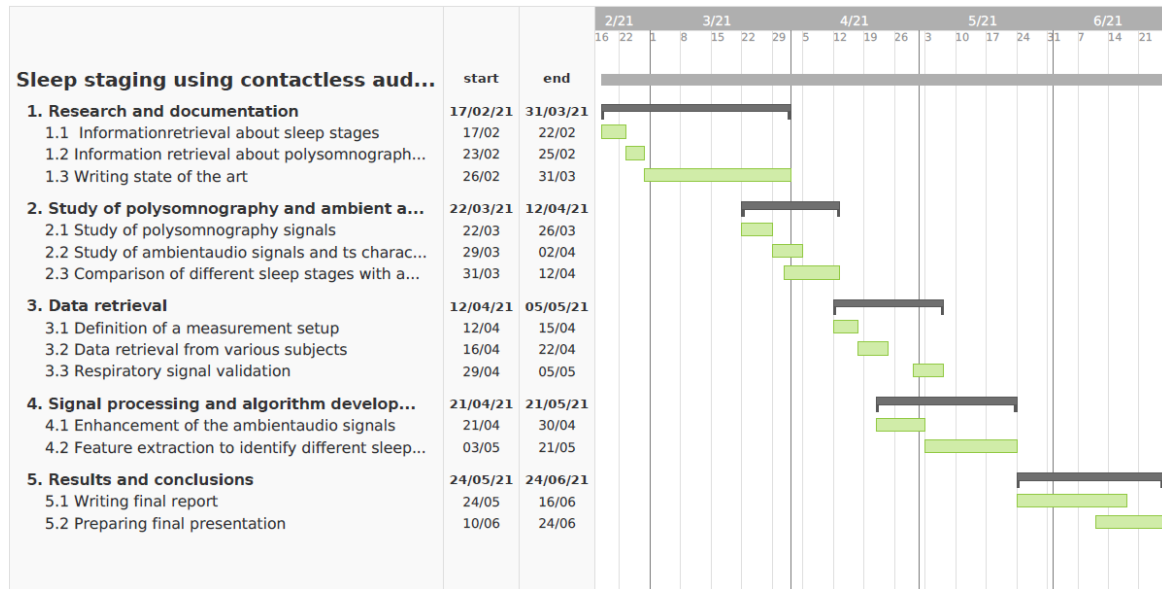 2/21 3/21 4/21 5/21 6/21
16 22 1 8 15 22 29 5 12 19 26 3 10 17 24 31 7 14 21
Sleep staging using contactless aud... start end
1. Research and documentation 17/02/21 31/03/21
1.1 Informationretrieval about sleep stages 17/02 22/02
1.2 Information retrieval about polysomnograph... 23/02 25/02
1.3 Writing state of the art 26/02 31/03
2. Study of polysomnography and ambient a... 22/03/21 12/04/21
2.1 Study of polysomnography signals 22/03 26/03
2.2 Study of ambientaudio signals and ts charac... 29/03 02/04
2.3 Comparison of different sleep stages with a... 31/03 12/04
3. Data retrieval 12/04/21 05/05/21
3.1 Definition of a measurement setup 12/04 15/04
3.2 Data retrieval from various subjects 16/04 22/04
3.3 Respiratory signal validation 29/04 05/05
4. Signal processing and algorithm develop... 21/04/21 21/05/21
4.1 Enhancement of the ambientaudio signals 21/04 30/04
4.2 Feature extraction to identify different sleep... 03/05 21/05
5. Results and conclusions 24/05/21 24/06/21
5.1 Writing final report 24/05 16/06
5.2 Preparing final presentation 10/06 24/06